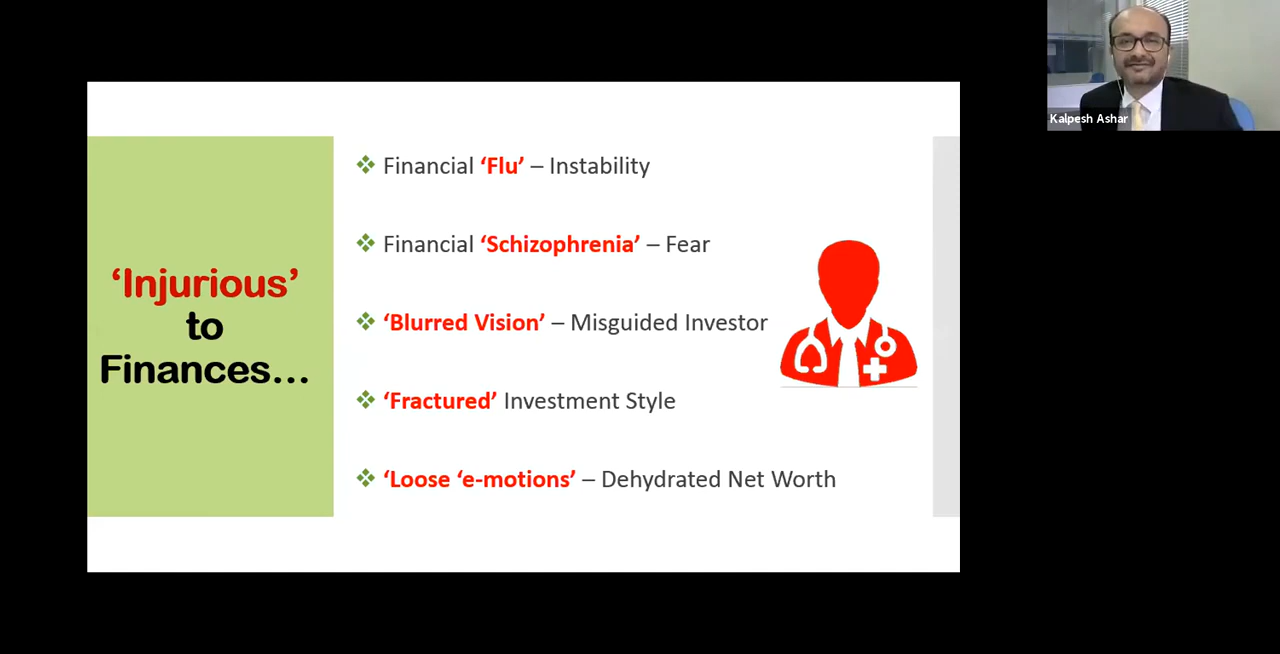 Kalpesh Ashar
‘Injurious’
to
Finances...
Financial ‘Flu’ – Instability
Financial ‘Schizophrenia’ – Fear
‘Blurred Vision’ – Misguided Investor
‘Fractured’ Investment Style
‘Loose ‘e-motions’ – Dehydrated Net Worth